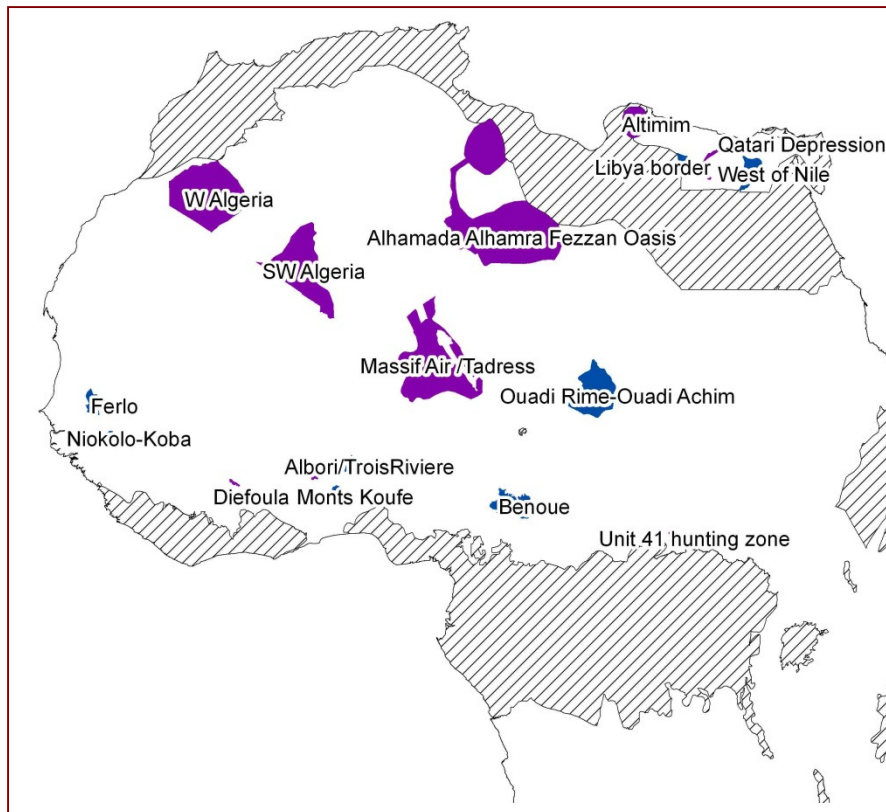 Altimim
Qatari Depression
Libya border
West of Nile
W Algeria
Alhamada Alhamra Fezzan Oasis
SW Algeria
Massif Air /Tadress
Ouadi Rime-Ouadi Achim
Ferlo
Niokolo-Koba
Albori/TroisRiviere
Diefoula
Monts Koufe
Benoue
Unit 41, hunting zone